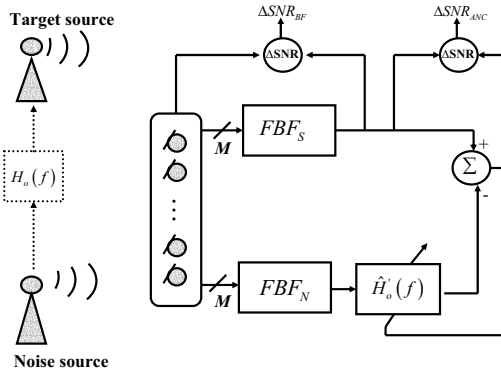 Target source
ΔSNR_BF
ΔSNR_ANC
ΔSNR
ΔSNR
M
FBF_S
H_o(f)
+
Σ
-
...
M
FBF_N
Ĥ'_o(f)
Noise source